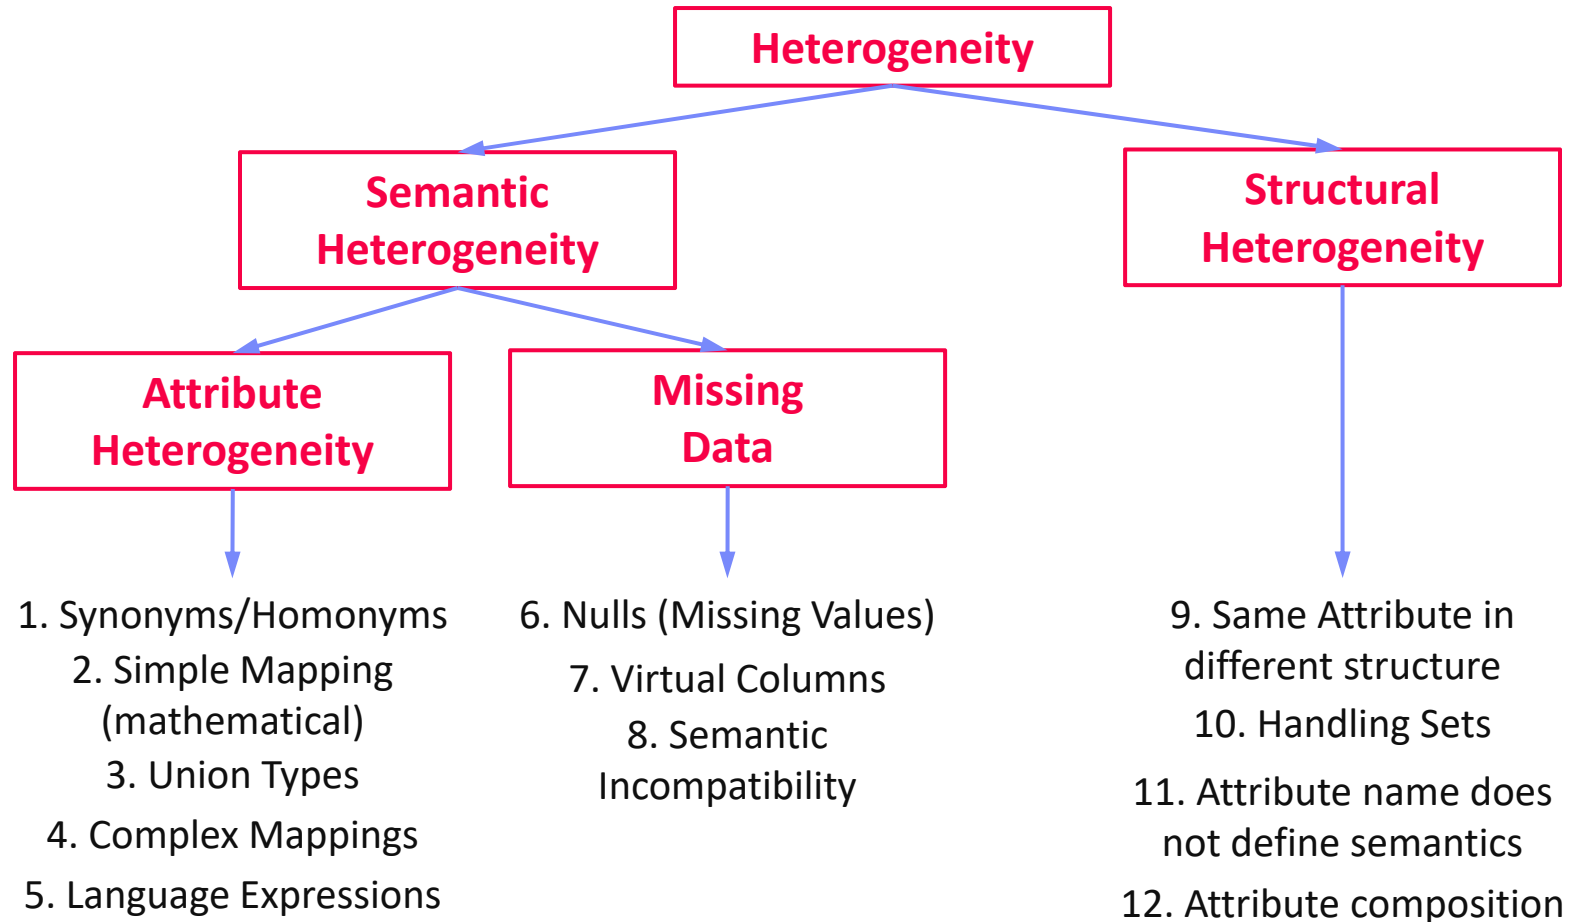 Heterogeneity
Semantic
Heterogeneity
Structural
Heterogeneity
Attribute
Heterogeneity
Missing
Data
1. Synonyms/Homonyms
2. Simple Mapping
(mathematical)
3. Union Types
4. Complex Mappings
5. Language Expressions
6. Nulls (Missing Values)
7. Virtual Columns
8. Semantic
Incompatibility
9. Same Attribute in
different structure
10. Handling Sets
11. Attribute name does
not define semantics
12. Attribute composition